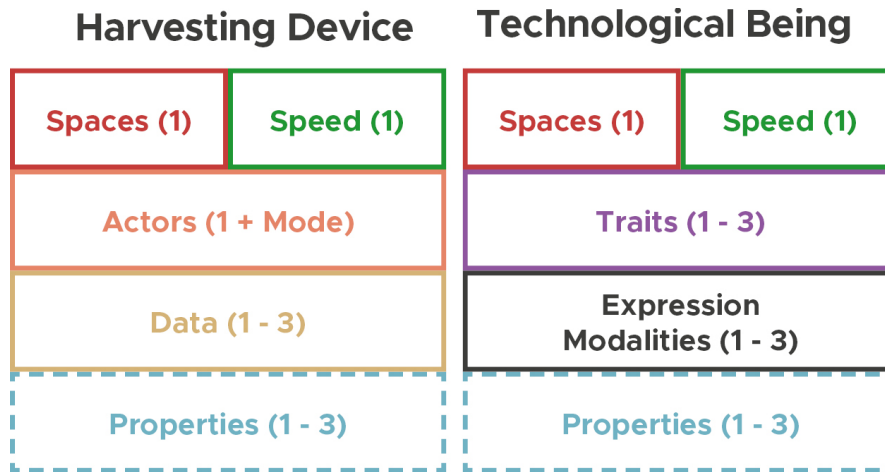 Harvesting Device
Technological Being
Spaces (1)
Speed (1)
Spaces (1)
Speed (1)
Actors (1 + Mode)
Traits (1 - 3)
Data (1 - 3)
Expression
Modalities (1 - 3)
Properties (1 - 3)
Properties (1 - 3)